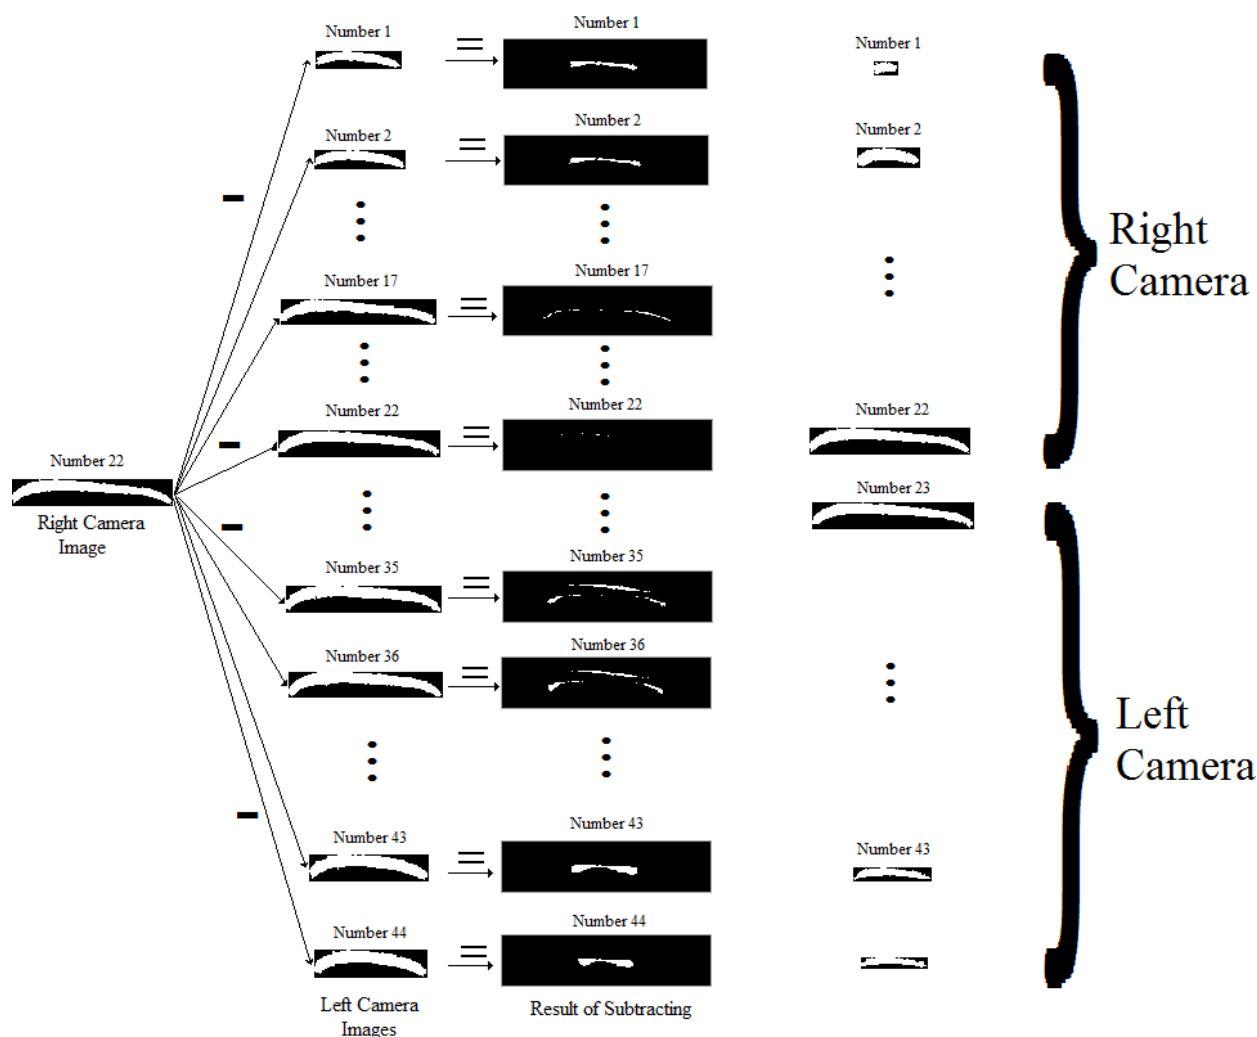 Number 1
Number 1
Number 1
Number 2
Number 2
Number 2
Right
Camera
Number 17
Number 17
Number 22
Number 22
Number 22
Number 22
Right Camera
Image
Number 23
Number 35
Number 35
Number 36
Number 36
Left
Camera
Number 43
Number 43
Number 43
Number 44
Number 44
Left Camera
Images
Result of Subtracting